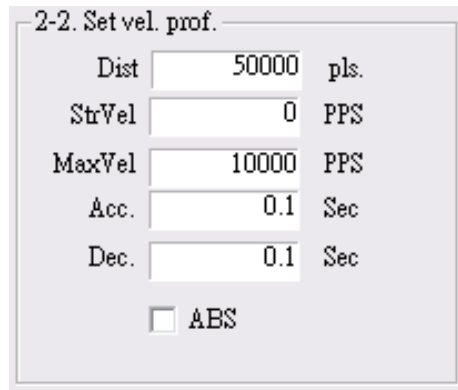 2-2. Set vel. prof.
Dist 50000 pls.
StrVel 0 PPS
MaxVel 10000 PPS
Acc. 0.1 Sec
Dec. 0.1 Sec
ABS